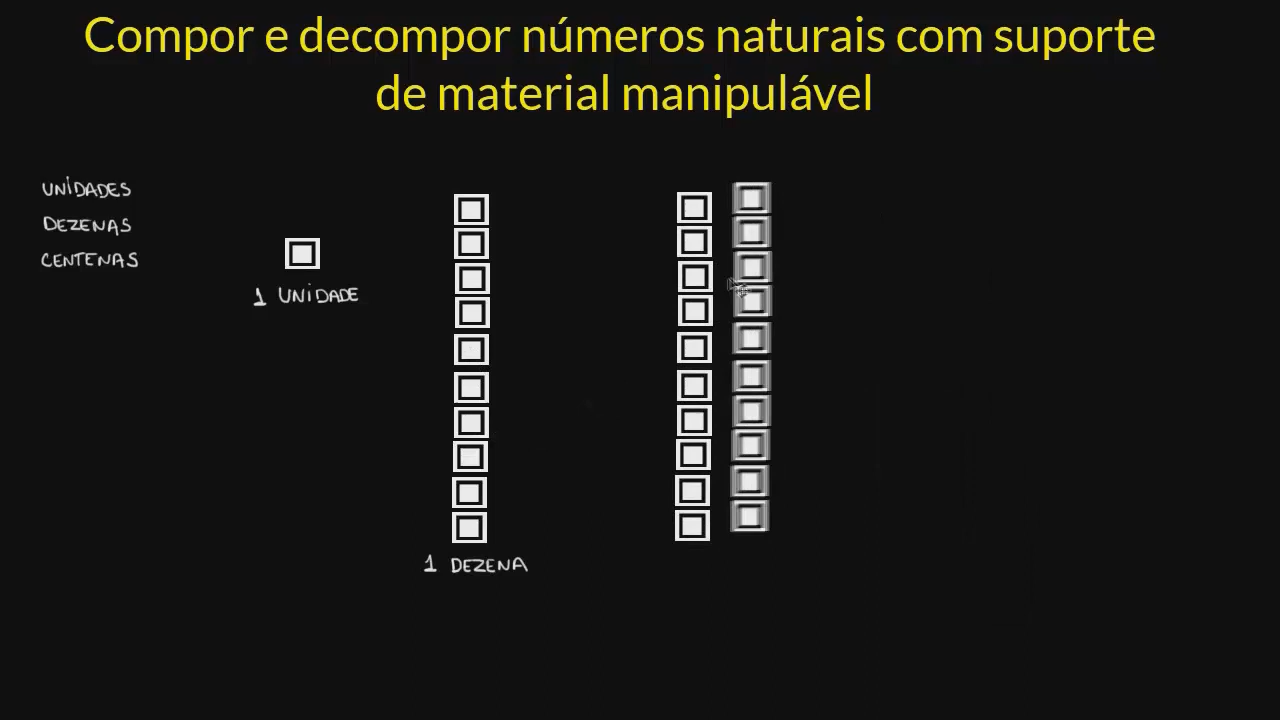 Compor e decompor números naturais com suporte
de material manipulável
UNIDADES
DEZENAS
CENTENAS
1 UNIDADE
1 DEZENA